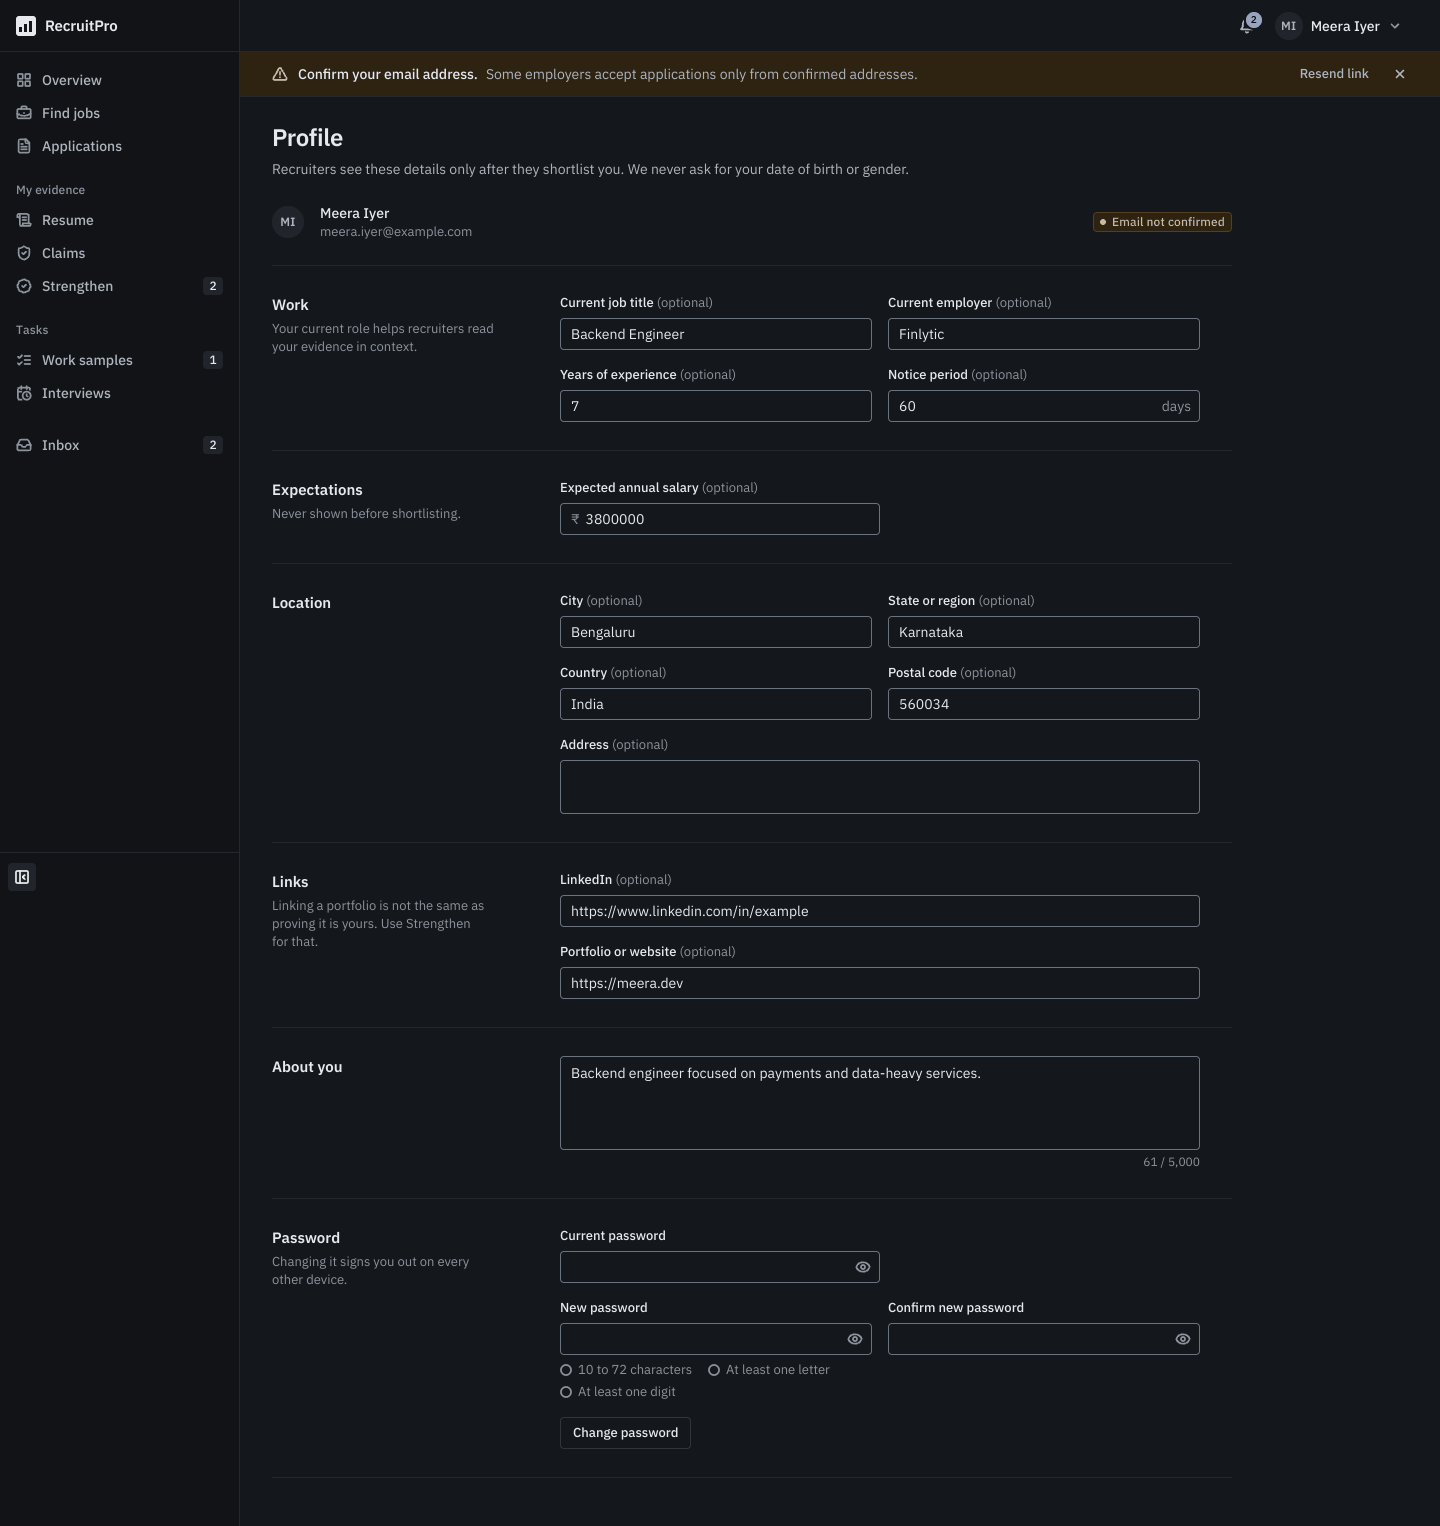 RecruitPro
2
MI
Meera Iyer
Overview
Find jobs
Applications
My evidence
Resume
Claims
Strengthen
2
Tasks
Work samples
1
Interviews
Inbox
2
Confirm your email address. Some employers accept applications only from confirmed addresses.
Resend link
Profile
Recruiters see these details only after they shortlist you. We never ask for your date of birth or gender.
MI
Meera Iyer
meera.iyer@example.com
Email not confirmed
Work
Your current role helps recruiters read
your evidence in context.
Current job title (optional)
Backend Engineer
Current employer (optional)
Finlytic
Years of experience (optional)
7
Notice period (optional)
60
days
Expectations
Never shown before shortlisting.
Expected annual salary (optional)
₹ 3800000
Location
City (optional)
Bengaluru
State or region (optional)
Karnataka
Country (optional)
India
Postal code (optional)
560034
Address (optional)
Links
Linking a portfolio is not the same as
proving it is yours. Use Strengthen
for that.
LinkedIn (optional)
https://www.linkedin.com/in/example
Portfolio or website (optional)
https://meera.dev
About you
Backend engineer focused on payments and data-heavy services.
61 / 5,000
Password
Changing it signs you out on every
other device.
Current password
New password
Confirm new password
10 to 72 characters
At least one letter
At least one digit
Change password